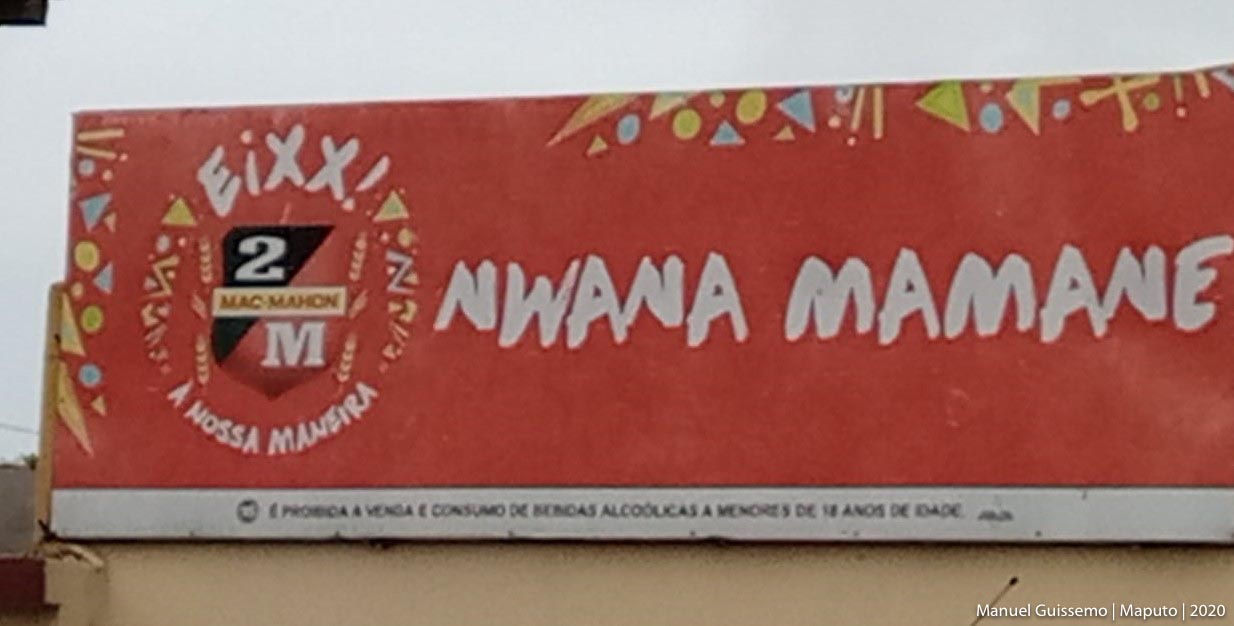 EiXX!
2
MAC-MAHON
M
À NOSSA MANEIRA
NWANA MAMANE
É PROIBIDA A VENDA E CONSUMO DE BEBIDAS ALCOÓLICAS A MENORES DE 18 ANOS DE IDADE.
Manuel Guissemo | Maputo | 2020